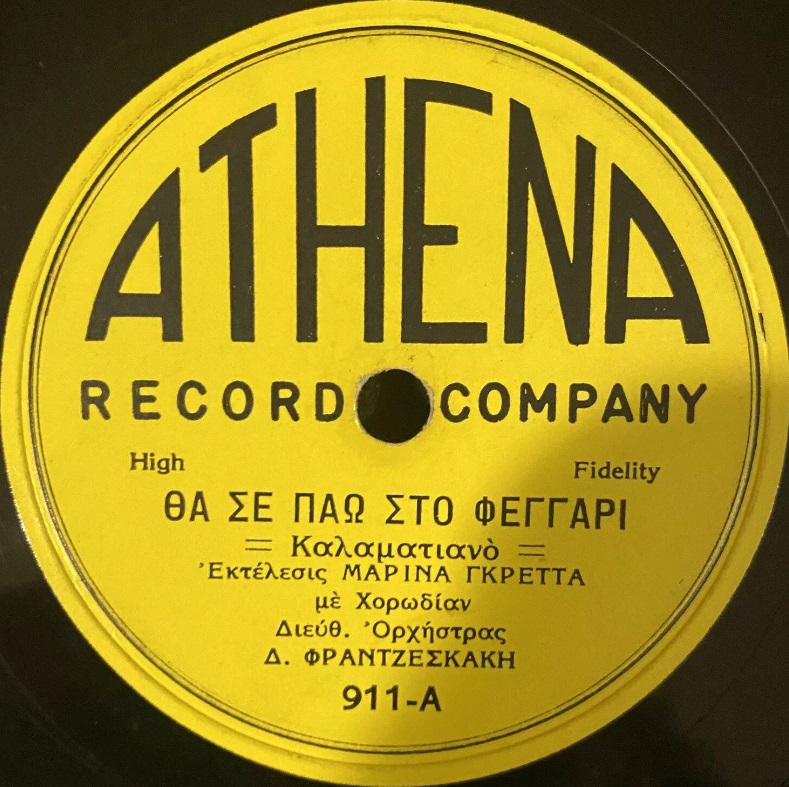 ATHENA
RECORD COMPANY
High Fidelity
ΘΑ ΣΕ ΠΑΩ ΣΤΟ ΦΕΓΓΑΡΙ
= Καλαματιανὸ =
Ἐκτέλεσις ΜΑΡΙΝΑ ΓΚΡΕΤΤΑ
μὲ Χορωδίαν
Διεύθ. Ὀρχήστρας
Δ. ΦΡΑΝΤΖΕΣΚΑΚΗ
911-A